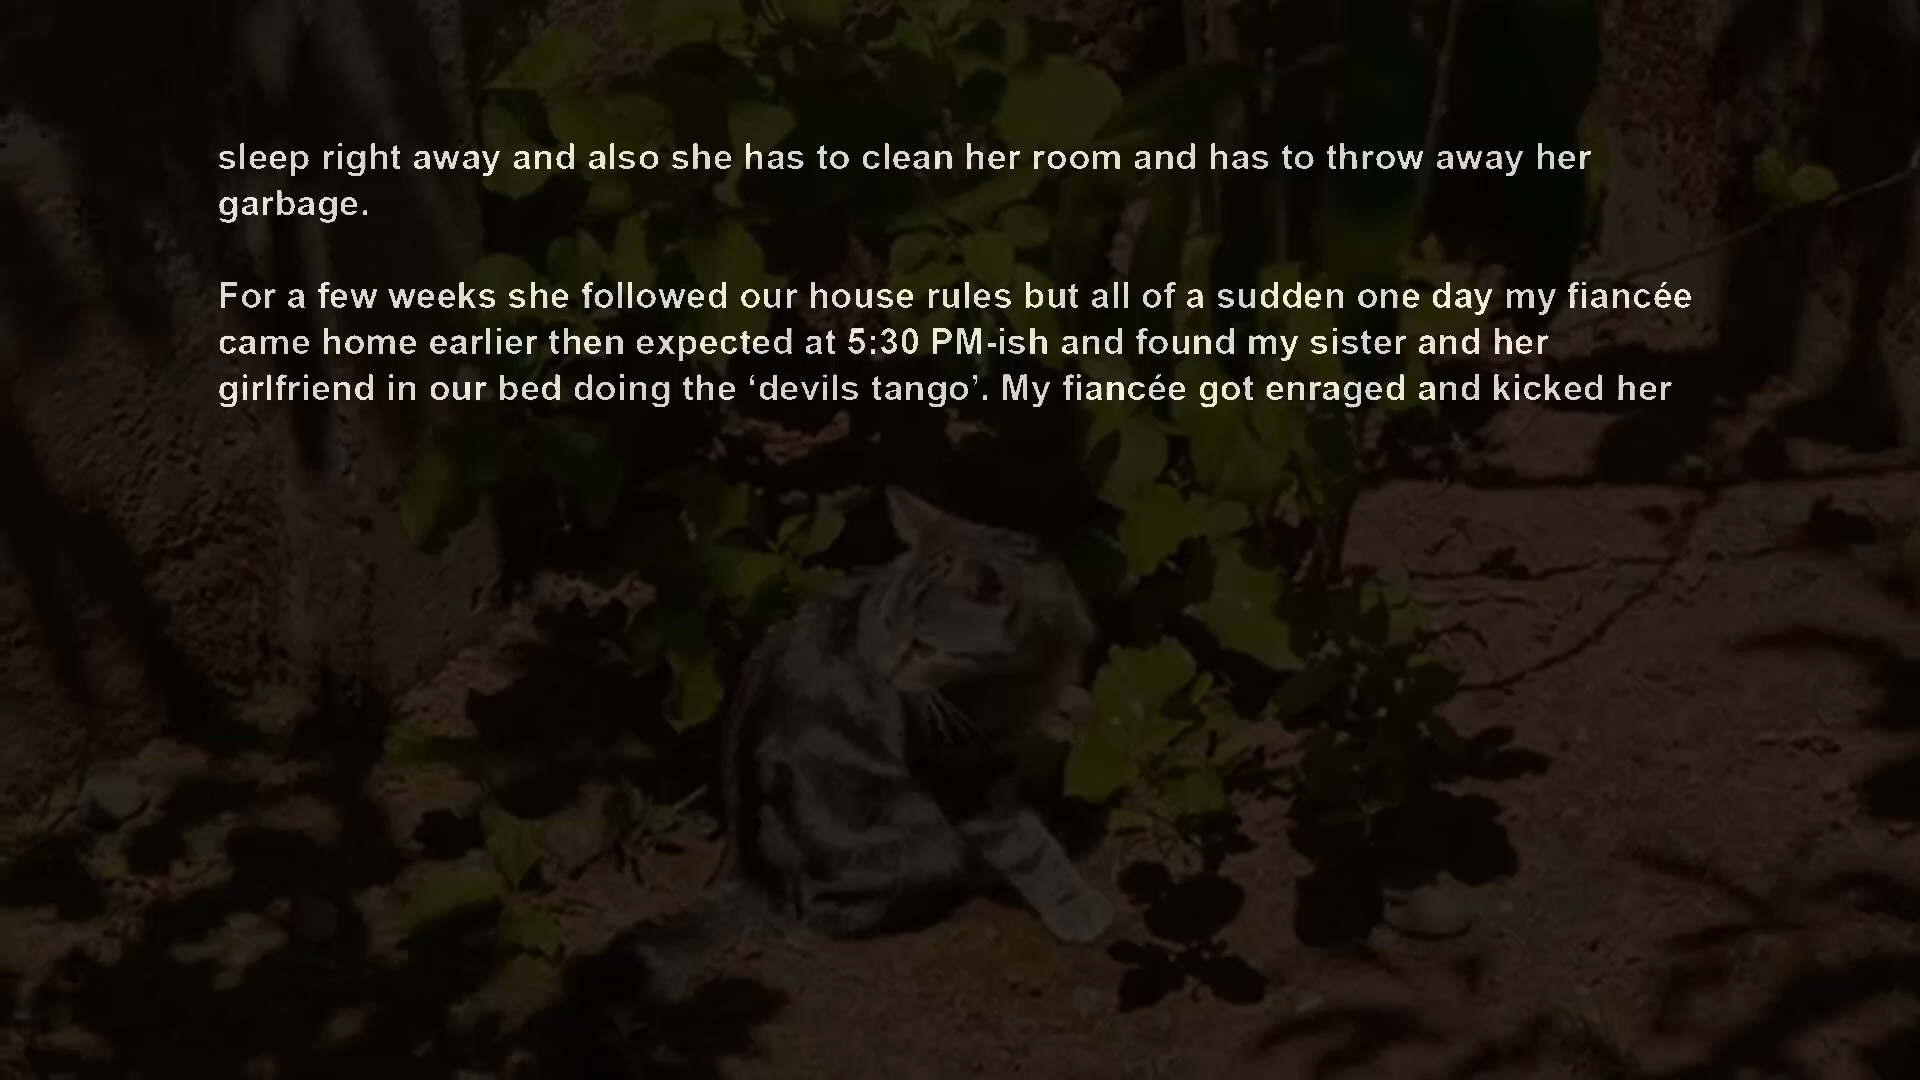 sleep right away and also she has to clean her room and has to throw away her
garbage.
For a few weeks she followed our house rules but all of a sudden one day my fiancée
came home earlier then expected at 5:30 PM-ish and found my sister and her
girlfriend in our bed doing the ‘devils tango’. My fiancée got enraged and kicked her